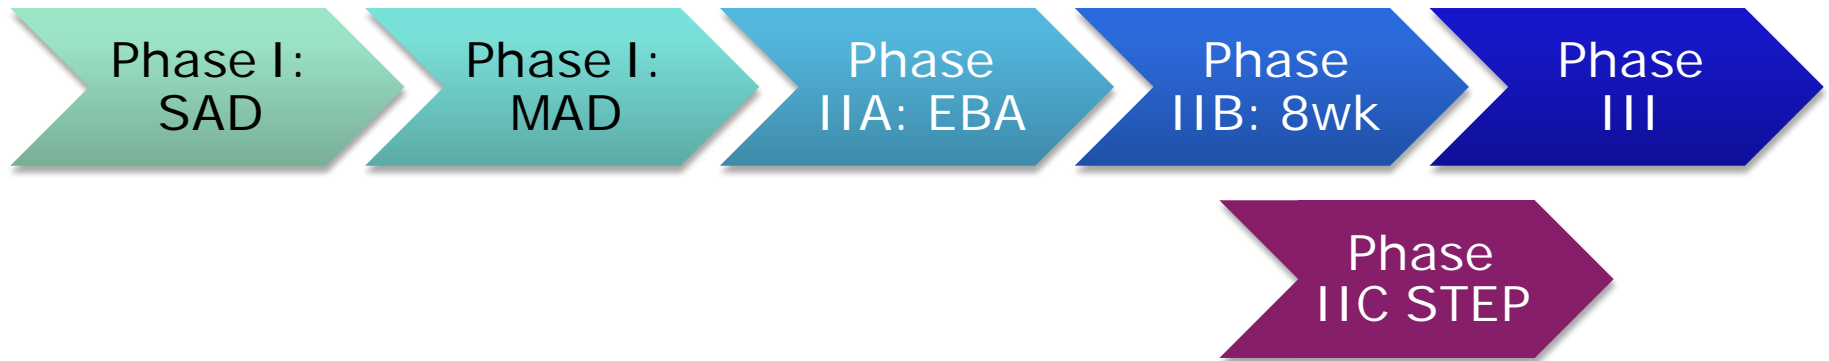 Phase I:
SAD
Phase I:
MAD
Phase
IIA: EBA
Phase
IIB: 8wk
Phase
III
Phase
IIC STEP